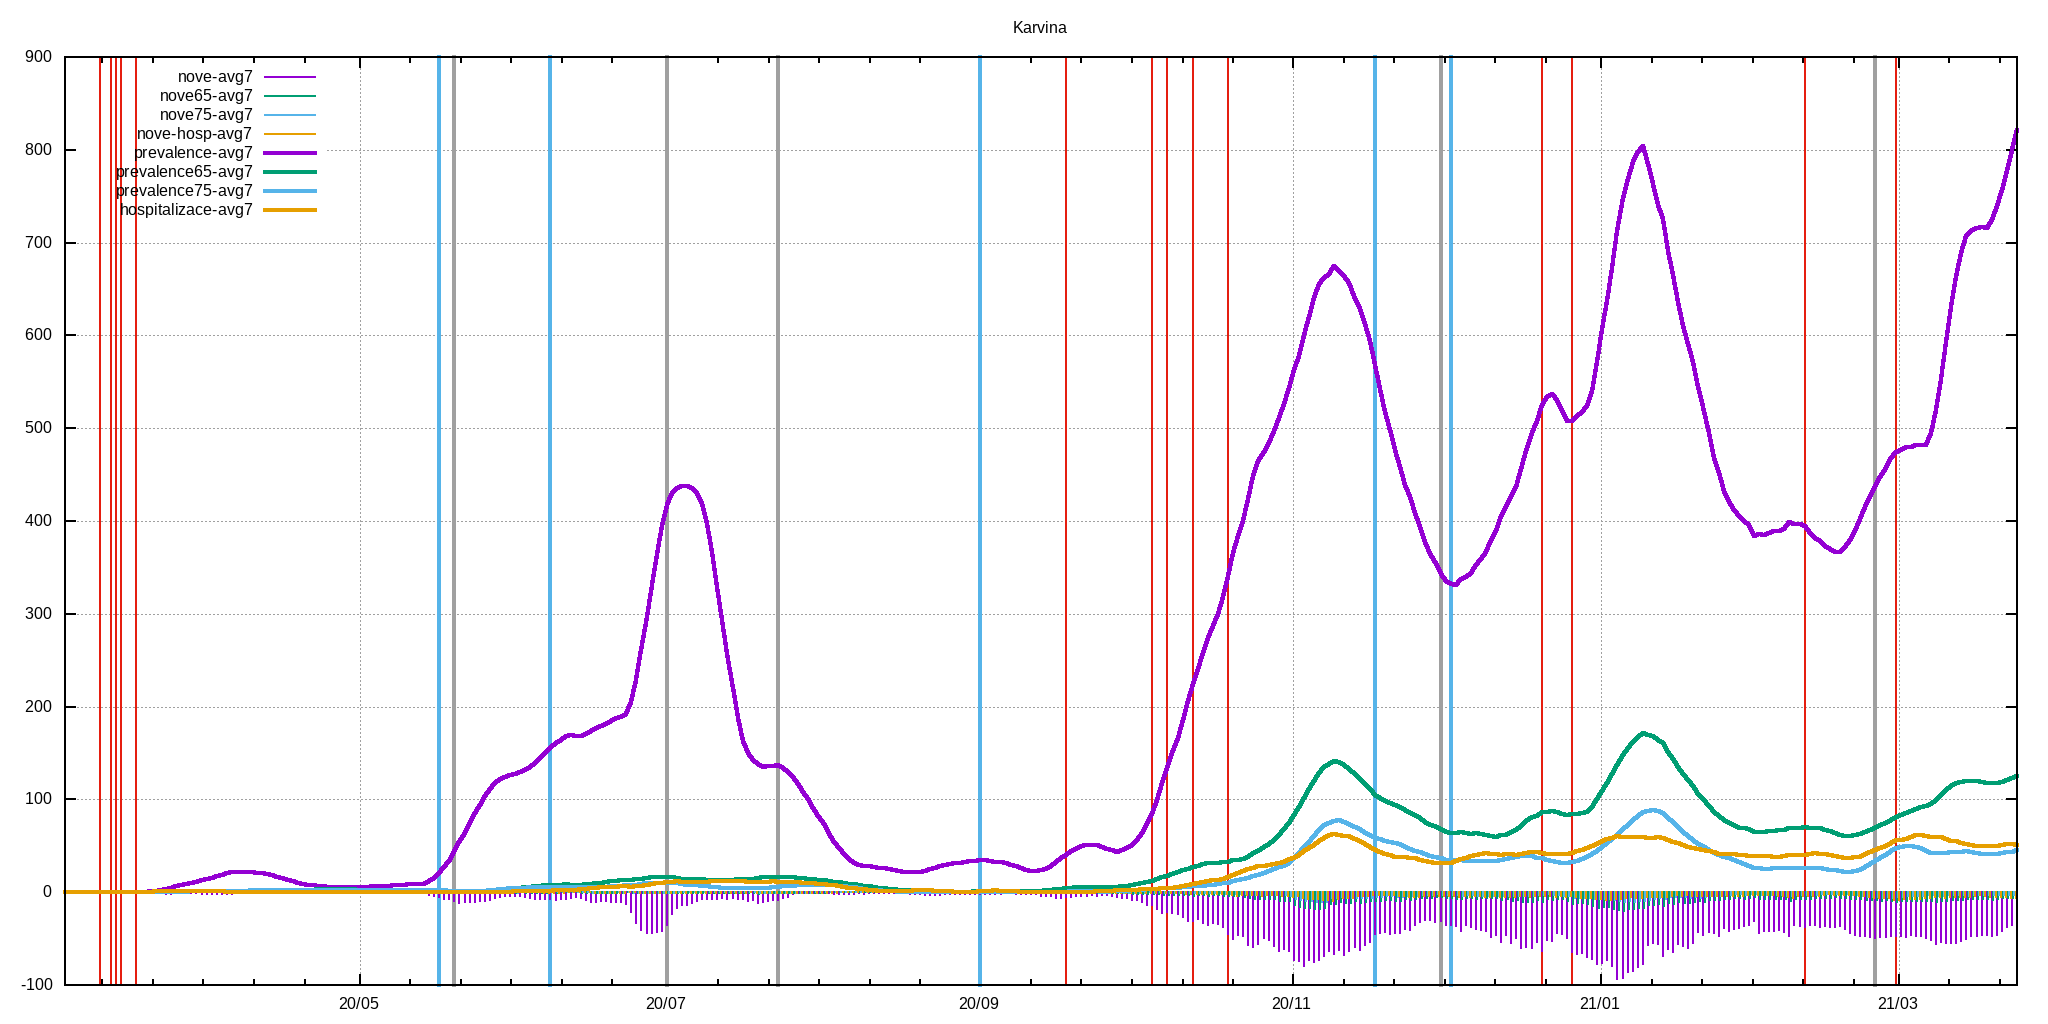 Karvina
900
800
700
600
500
400
300
200
100
0
-100
nove-avg7
nove65-avg7
nove75-avg7
nove-hosp-avg7
prevalence-avg7
prevalence65-avg7
prevalence75-avg7
hospitalizace-avg7
20/05
20/07
20/09
20/11
21/01
21/03